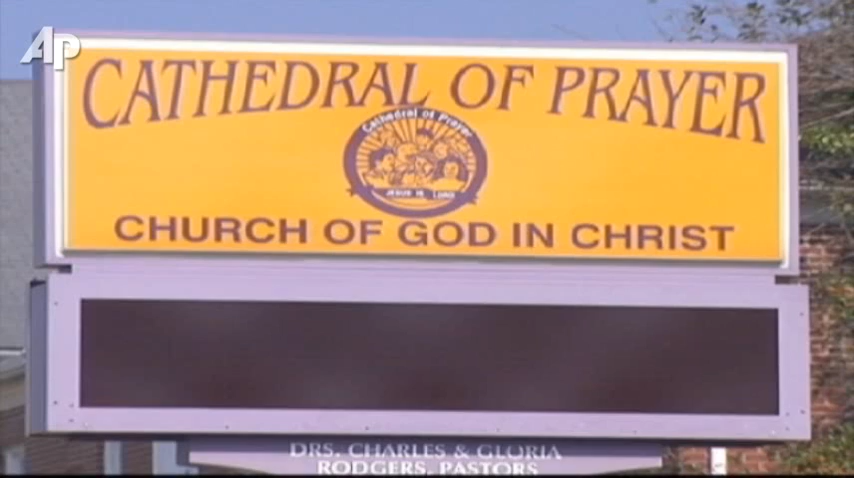 AP
CATHEDRAL OF PRAYER
Cathedral of Prayer
JESUS IS LORD
CHURCH OF GOD IN CHRIST
DRS. CHARLES & GLORIA
RODGERS, PASTORS